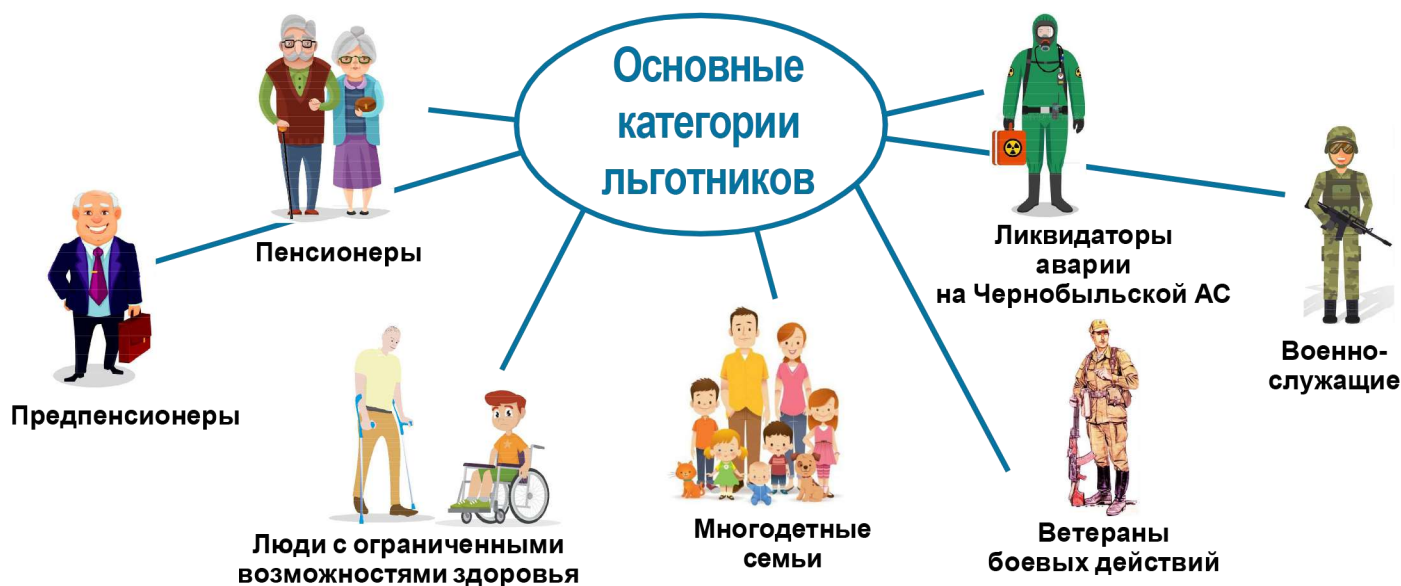 Основные
категории
льготников
Пенсионеры
Предпенсионеры
Люди с ограниченными
возможностями здоровья
Многодетные
семьи
Ветераны
боевых действий
Ликвидаторы
аварии
на Чернобыльской АС
Военно-
служащие